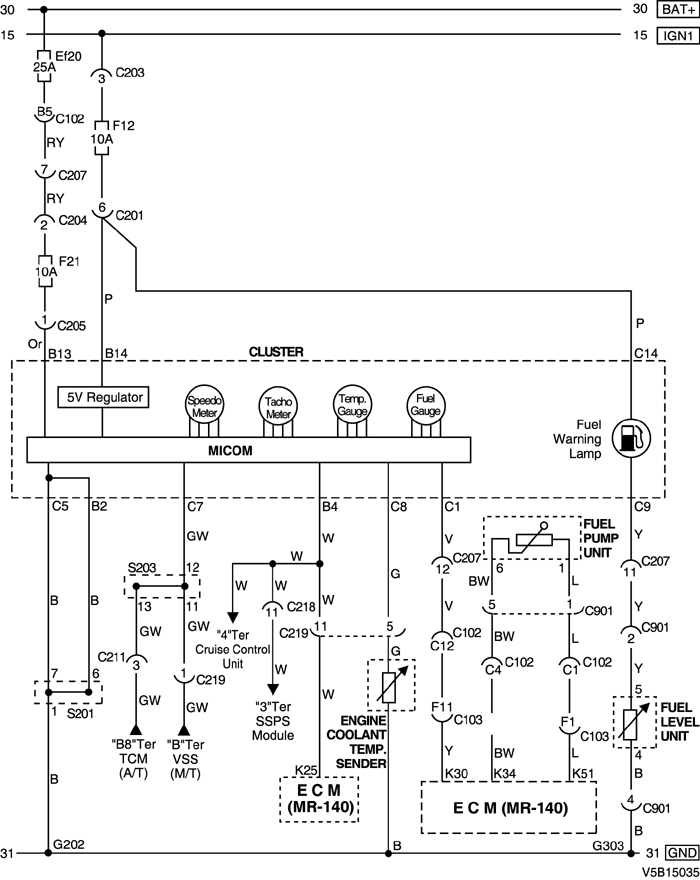 30
30 BAT+
15
15 IGN1
Ef20
25A
C203
3
B5
C102
F12
10A
RY
7
C207
RY
C204
2
6
C201
F21
10A
P
1
C205
P
Or
B13
B14
CLUSTER
C14
5V Regulator
Speedo
Meter
Tacho
Meter
Temp.
Gauge
Fuel
Gauge
Fuel
Warning
Lamp
MICOM
C5
B2
C7
B4
C8
C1
C9
GW
W
V
FUEL
PUMP
UNIT
Y
W
C207
12
6
1
C207
11
S203
12
W
W
G
BW
L
B
B
13
11
W
C218
11
V
5
1
C901
Y
GW
GW
"4"Ter
Cruise Control
Unit
C219
11
5
C102
C12
BW
L
C901
2
C211
3
1
C219
W
G
C102
C4
C102
C1
Y
7
6
GW
GW
W
5
S201
1
"3"Ter
SSPS
Module
ENGINE
COOLANT
TEMP.
SENDER
F11
C103
F1
C103
FUEL
LEVEL
UNIT
"B8"Ter
TCM
(A/T)
"B"Ter
VSS
(M/T)
Y
BW
L
4
B
K25
K30
K34
K51
B
E C M
(MR-140)
E C M (MR-140)
4
C901
B
31
G202
B
G303
31 GND
V5B15035